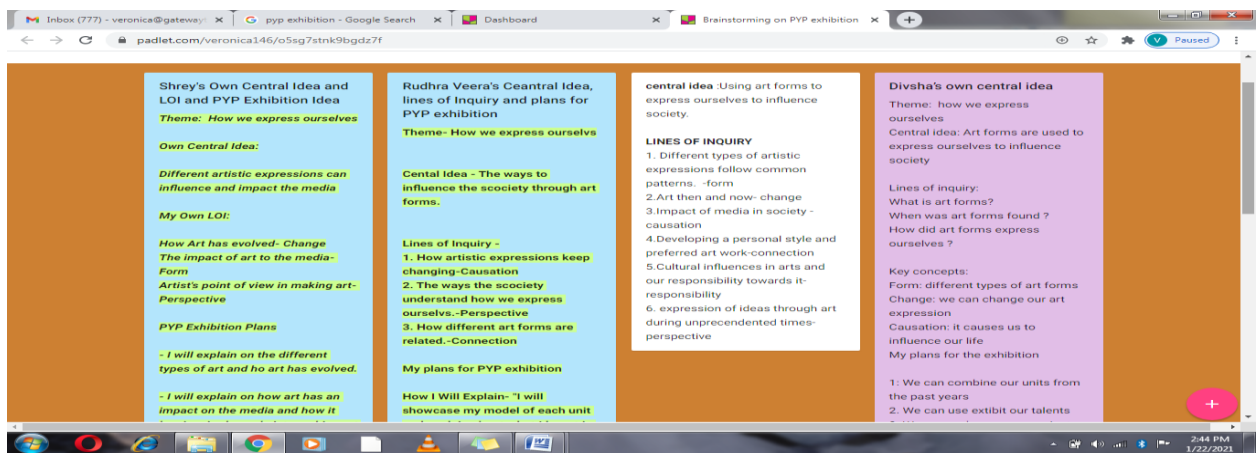 Inbox (777) - veronica@gateway
pyp exhibition - Google Search
Dashboard
Brainstorming on PYP exhibition
padlet.com/veronica146/o5sg7stnk9bgdz7f
V Paused
Shrey's Own Central Idea and
LOI and PYP Exhibition Idea
Theme: How we express ourselves
Own Central Idea:
Different artistic expressions can
influence and impact the media
My Own LOI:
How Art has evolved- Change
The impact of art to the media-
Form
Artist's point of view in making art-
Perspective
PYP Exhibition Plans
- I will explain on the different
types of art and ho art has evolved.
- I will explain on how art has an
impact on the media and how it
Rudhra Veera's Ceantral Idea,
lines of Inquiry and plans for
PYP exhibition
Theme- How we express ourselvs
Cental Idea - The ways to
influence the scociety through art
forms.
Lines of Inquiry -
1. How artistic expressions keep
changing-Causation
2. The ways the scociety
understand how we express
ourselvs.-Perspective
3. How different art forms are
related.-Connection
My plans for PYP exhibition
How I Will Explain- "I will
showcase my model of each unit
central idea :Using art forms to
express ourselves to influence
society.
LINES OF INQUIRY
1. Different types of artistic
expressions follow common
patterns. -form
2.Art then and now- change
3.Impact of media in society -
causation
4.Developing a personal style and
preferred art work-connection
5.Cultural influences in arts and
our responsibility towards it-
responsibility
6. expression of ideas through art
during unprecendented times-
perspective
Divsha's own central idea
Theme: how we express
ourselves
Central idea: Art forms are used to
express ourselves to influence
society
Lines of inquiry:
What is art forms?
When was art forms found ?
How did art forms express
ourselves ?
Key concepts:
Form: different types of art forms
Change: we can change our art
expression
Causation: it causes us to
influence our life
My plans for the exhibition
1: We can combine our units from
the past years
2. We can use extibit our talents
2:44 PM
1/22/2021